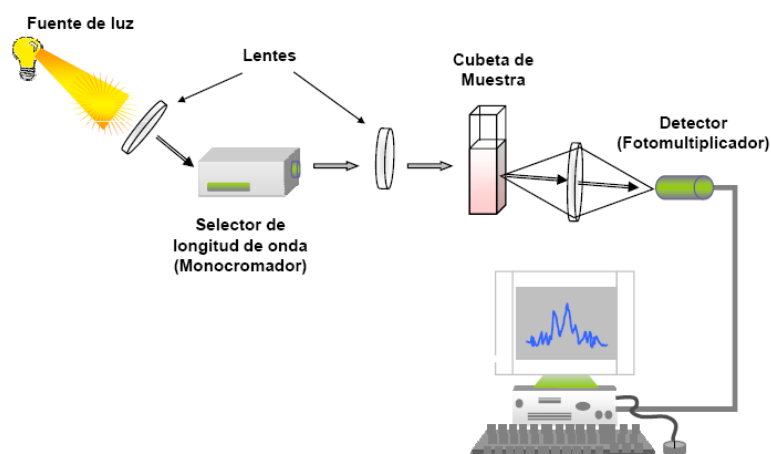 Fuente de luz
Lentes
Cubeta de
Muestra
Detector
(Fotomultiplicador)
Selector de
longitud de onda
(Monocromador)